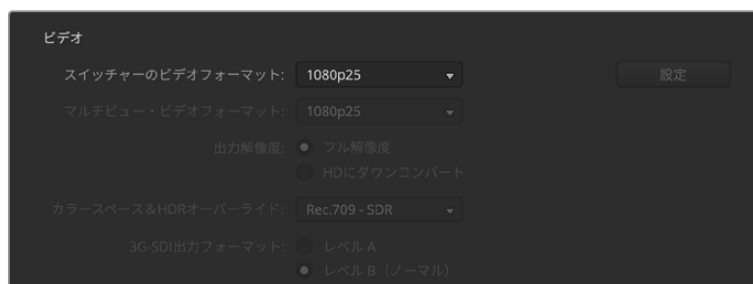 ビデオ
スイッチャーのビデオフォーマット: 1080p25 設定
マルチビュー・ビデオフォーマット: 1080p25
出力解像度: フル解像度
HDにダウンコンバート
カラースペース＆HDRオーバーライド: Rec.709 - SDR
3G-SDI出力フォーマット: レベル A
レベル B（ノーマル）